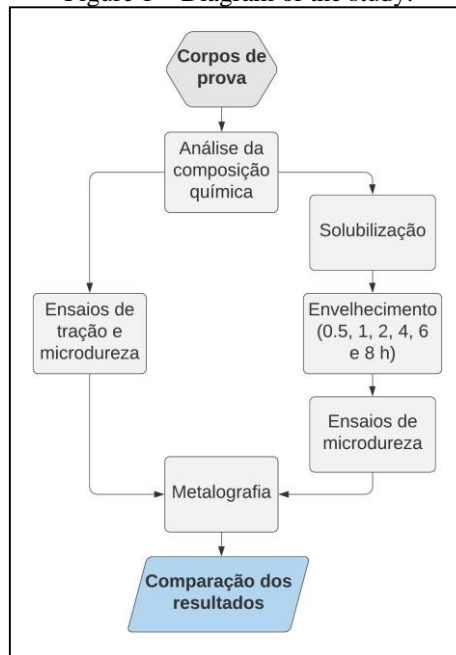 Figure 1 – Diagram of the study.
Corpos de
prova
Análise da
composição
química
Solubilização
Ensaios de
tração e
microdureza
Envelhecimento
(0.5, 1, 2, 4, 6
e 8 h)
Ensaios de
microdureza
Metalografia
Comparação dos
resultados